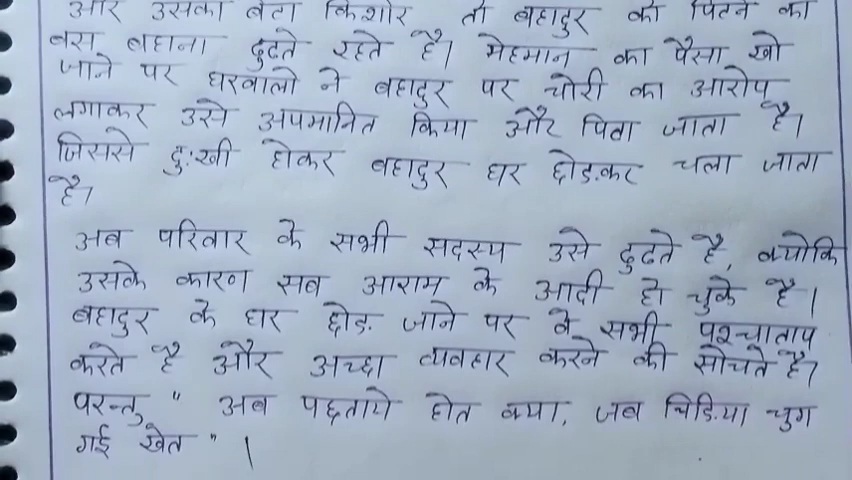 और उसका बेटा किशोर तो बहादुर को पिटने का
बस बहाना ढुढते रहते है। मेहमान का पैसा खो
जाने पर घरवालो ने बहादुर पर चोरी का आरोप
लगाकर उसे अपमानित किया और पिटा जाता है।
जिससे दुःखी होकर बहादुर घर छोड़कर चला जाता
है।
अब परिवार के सभी सदस्य उसे ढुढते है, क्योकि
उसके कारण सब आराम के आदी हो चुके है।
बहादुर के घर छोड़ जाने पर वे सभी पश्चाताप
करते है और अच्छा व्यवहार करने की सोचते है।
परन्तु " अब पछताये होत क्या, जब चिड़िया चुग
गई खेत "।